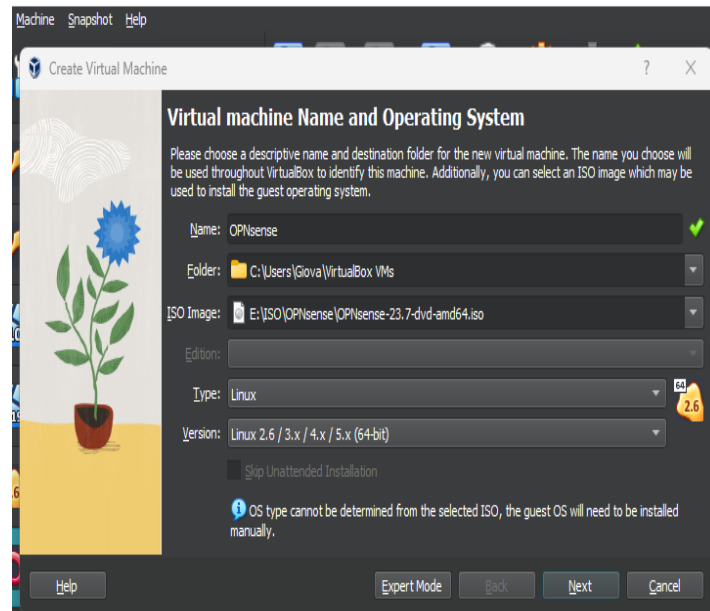 Machine Snapshot Help
Create Virtual Machine
Virtual machine Name and Operating System
Please choose a descriptive name and destination folder for the new virtual machine. The name you choose will
be used throughout VirtualBox to identify this machine. Additionally, you can select an ISO image which may be
used to install the guest operating system.
Name: OPNsense
Folder: C:\Users\Giova\VirtualBox VMs
ISO Image: E:\ISO\OPNsense\OPNsense-23.7-dvd-amd64.iso
Edition:
Type: Linux
64
2.6
Version: Linux 2.6 / 3.x / 4.x / 5.x (64-bit)
Skip Unattended Installation
OS type cannot be determined from the selected ISO, the guest OS will need to be installed
manually.
Help Expert Mode Back Next Cancel